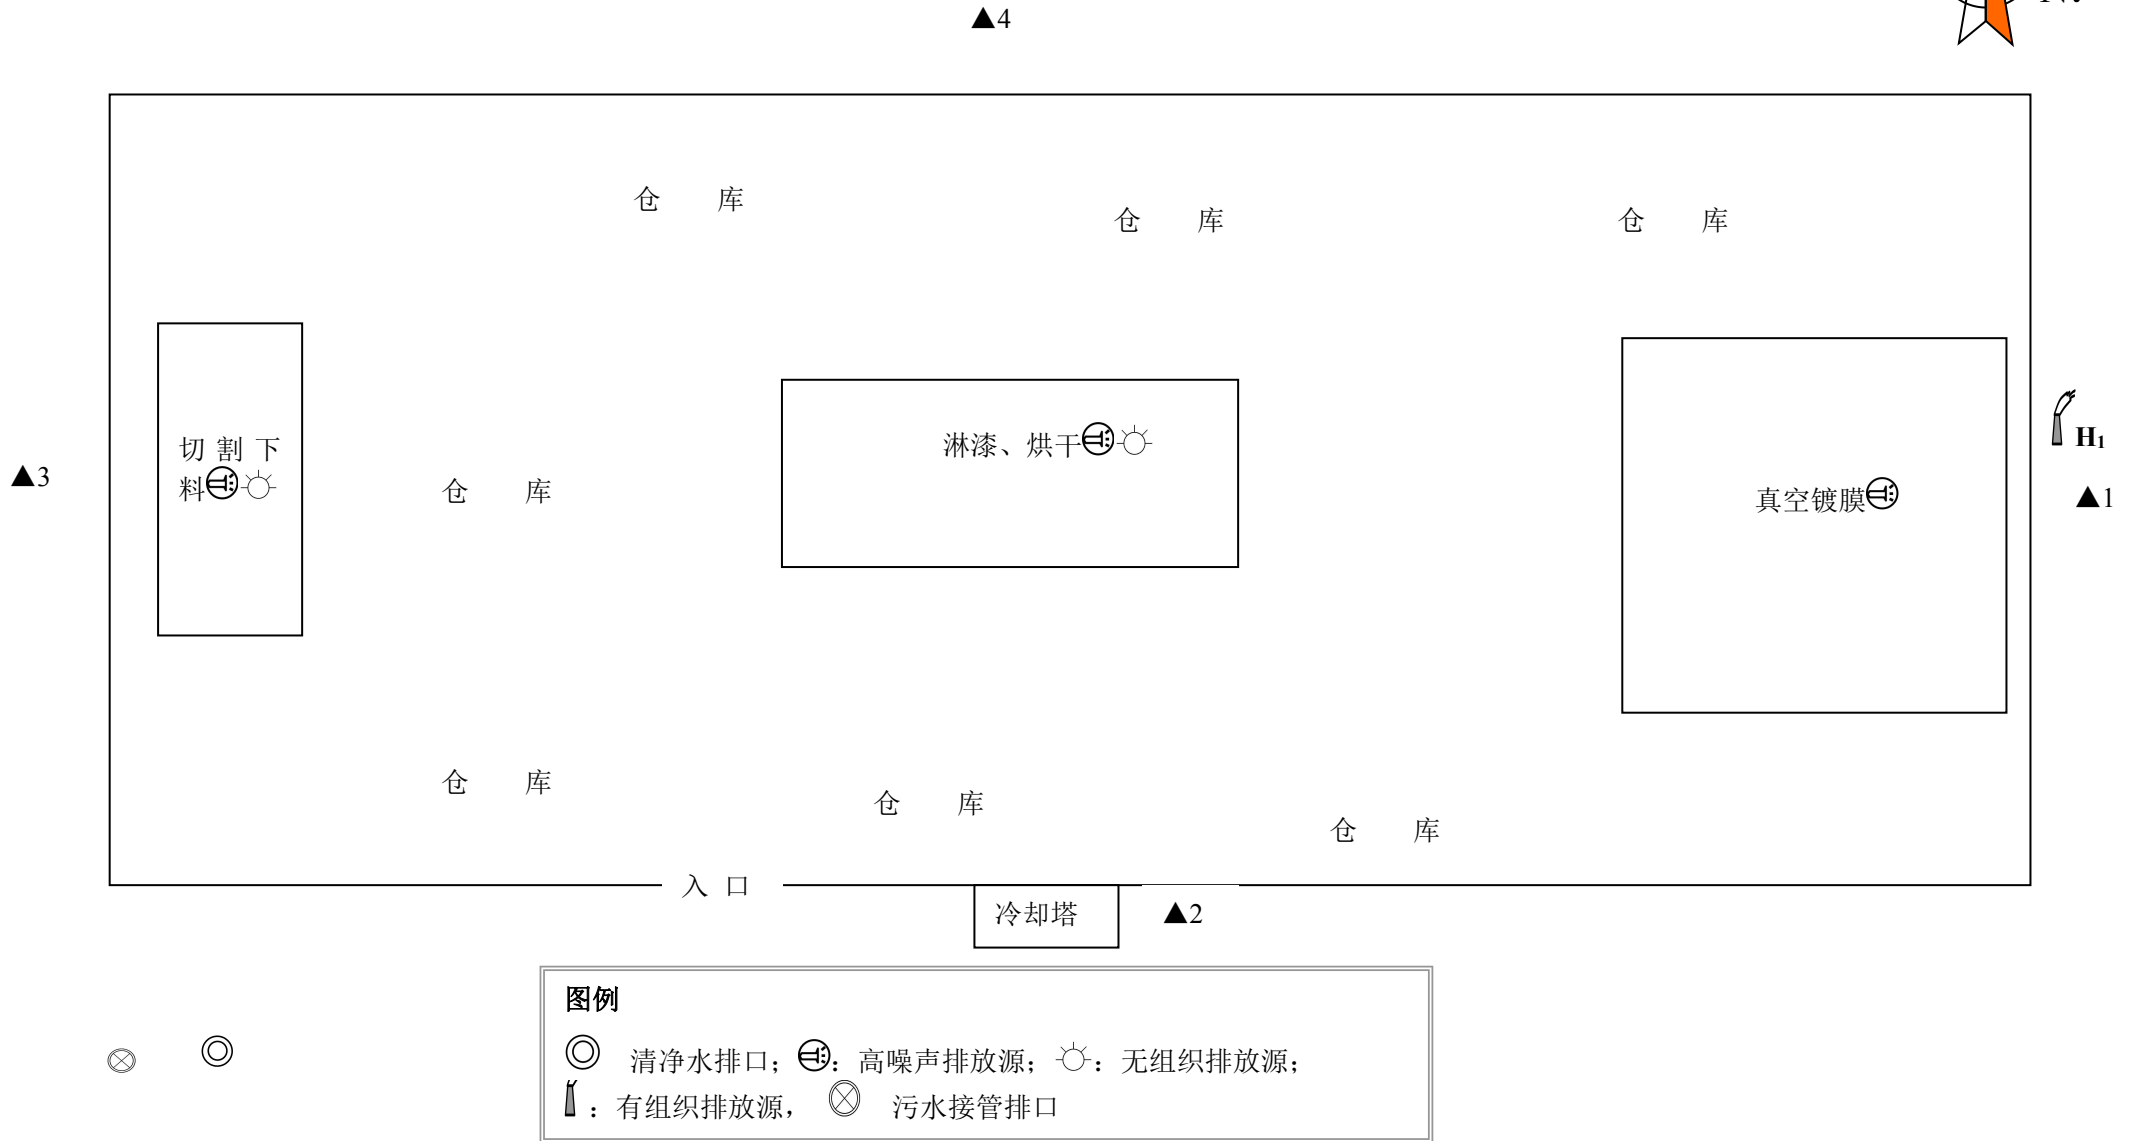 ▲4
仓 库
仓 库
仓 库
切 割 下
料
淋漆、烘干
H1
▲3
仓 库
真空镀膜
▲1
仓 库
仓 库
仓 库
入 口
冷却塔
▲2
图例
清净水排口； ：高噪声排放源； ：无组织排放源；
：有组织排放源， 污水接管排口